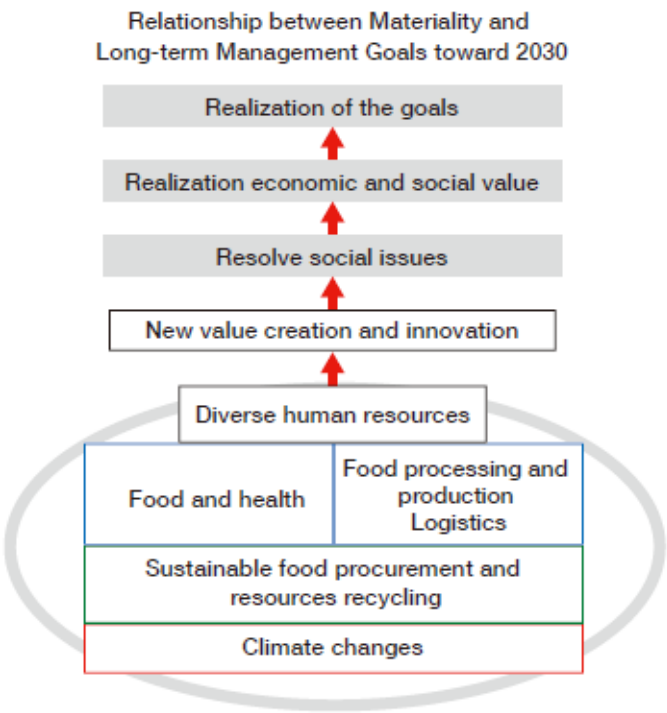 Relationship between Materiality and
Long-term Management Goals toward 2030
Realization of the goals
Realization economic and social value
Resolve social issues
New value creation and innovation
Diverse human resources
Food and health
Food processing and
production
Logistics
Sustainable food procurement and
resources recycling
Climate changes